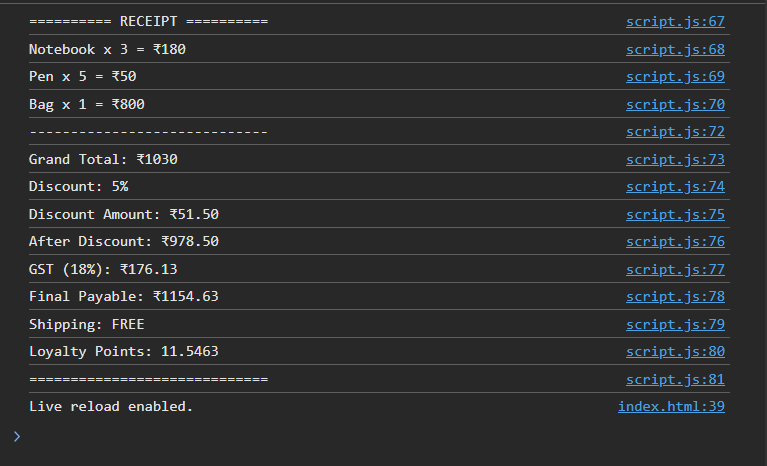 ========== RECEIPT ========== script.js:67
Notebook x 3 = ₹180 script.js:68
Pen x 5 = ₹50 script.js:69
Bag x 1 = ₹800 script.js:70
----------------------------- script.js:72
Grand Total: ₹1030 script.js:73
Discount: 5% script.js:74
Discount Amount: ₹51.50 script.js:75
After Discount: ₹978.50 script.js:76
GST (18%): ₹176.13 script.js:77
Final Payable: ₹1154.63 script.js:78
Shipping: FREE script.js:79
Loyalty Points: 11.5463 script.js:80
============================= script.js:81
Live reload enabled. index.html:39